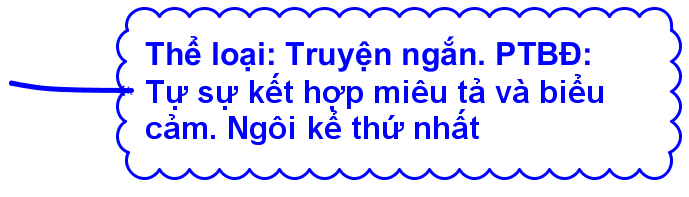 Thể loại: Truyện ngắn. PTBĐ:
Tự sự kết hợp miêu tả và biểu
cảm. Ngôi kể thứ nhất